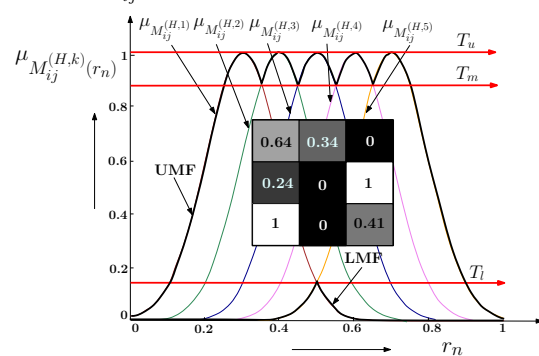 ij
μ_{M_{ij}^{(H,1)}} μ_{M_{ij}^{(H,2)}} μ_{M_{ij}^{(H,3)}} μ_{M_{ij}^{(H,4)}} μ_{M_{ij}^{(H,5)}}
T_u
μ_{M_{ij}^{(H,k)}}(r_n)
1
T_m
0.8
0.64 0.34 0
0.6
UMF
0.24 0 1
0.4
1 0 0.41
LMF
0.2
T_l
0
0 0.2 0.4 0.6 0.8 1
r_n